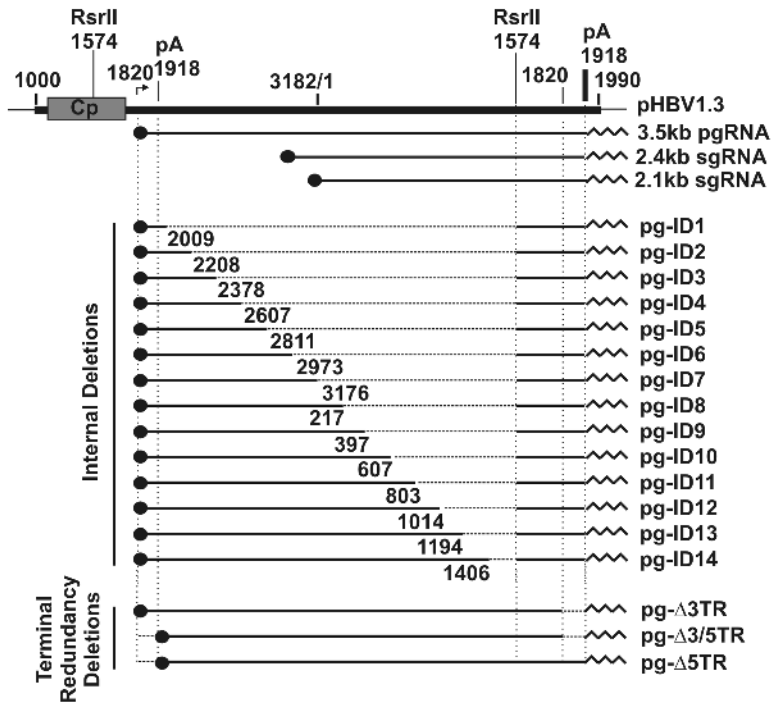 RsrII RsrII pA
1574 pA 1574 1918
1000 1820 1918 3182/1 1820 1990
Cp pHBV1.3
3.5kb pgRNA
2.4kb sgRNA
2.1kb sgRNA
Internal Deletions
pg-ID1
2009 pg-ID2
2208 pg-ID3
2378 pg-ID4
2607 pg-ID5
2811 pg-ID6
2973 pg-ID7
3176 pg-ID8
217 pg-ID9
397 pg-ID10
607 pg-ID11
803 pg-ID12
1014 pg-ID13
1194 pg-ID14
1406
Terminal
Redundancy
Deletions
pg-Δ3TR
pg-Δ3/5TR
pg-Δ5TR